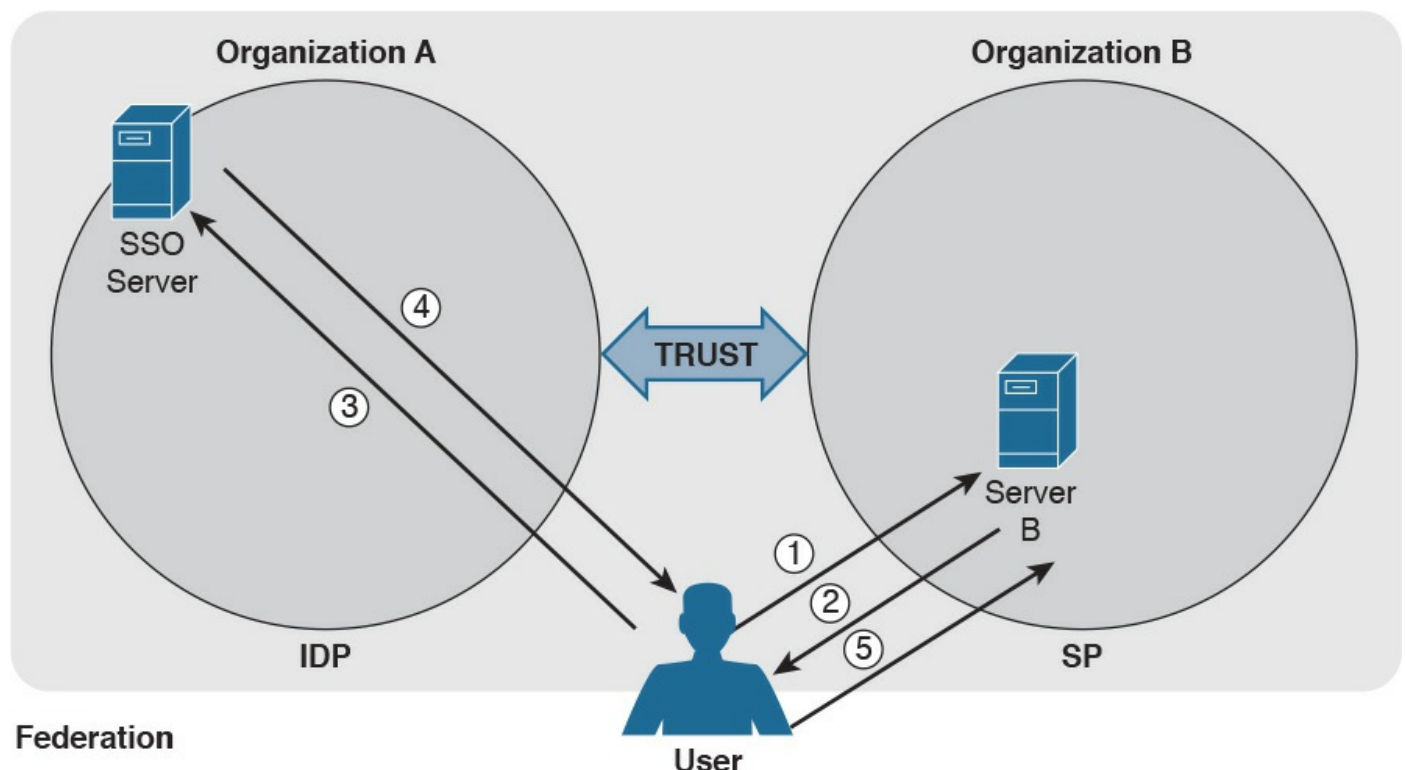 Organization A
Organization B
SSO
Server
4
TRUST
3
Server
B
1
2
5
IDP
SP
Federation
User